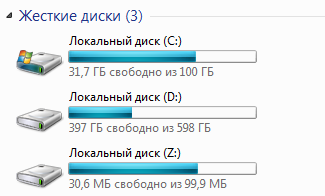 Жесткие диски (3)
Локальный диск (C:)
31,7 ГБ свободно из 100 ГБ
Локальный диск (D:)
397 ГБ свободно из 598 ГБ
Локальный диск (Z:)
30,6 МБ свободно из 99,9 МБ